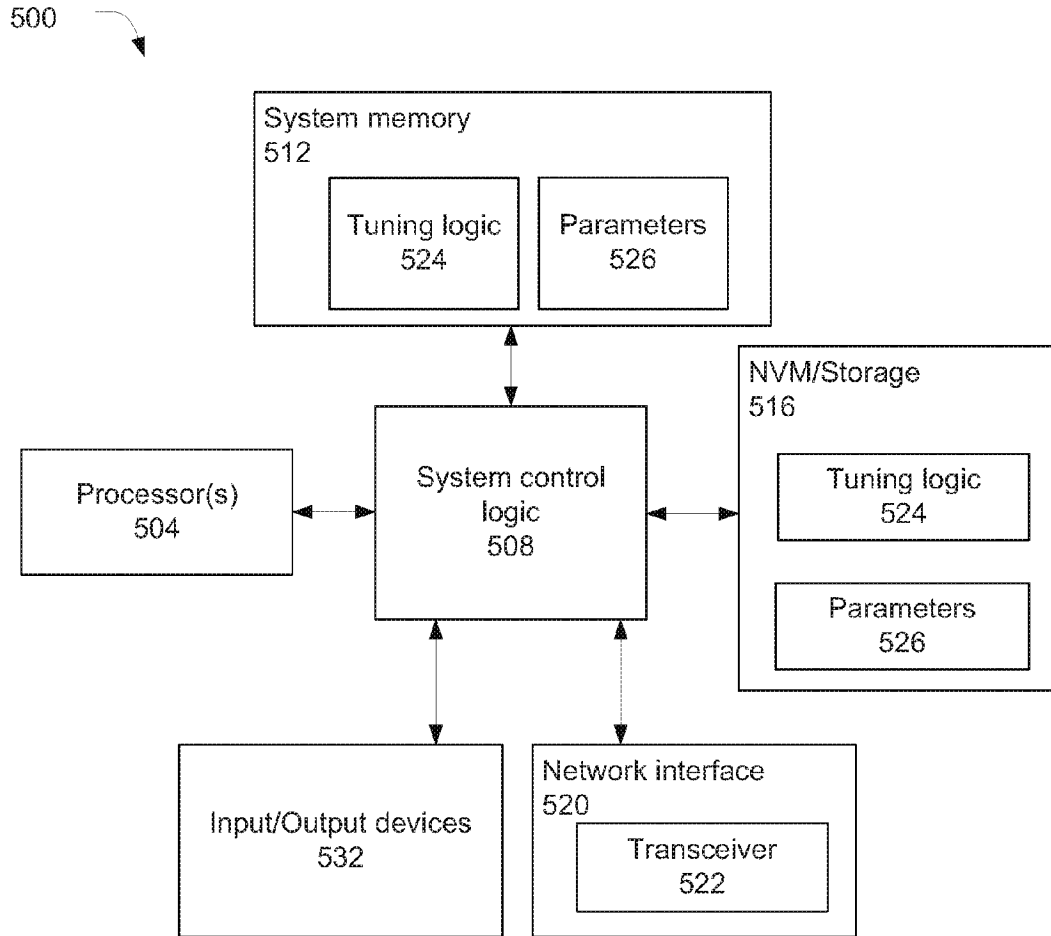 500
System memory
512
Tuning logic
524
Parameters
526
NVM/Storage
516
Tuning logic
524
Parameters
526
System control
logic
508
Processor(s)
504
Input/Output devices
532
Network interface
520
Transceiver
522